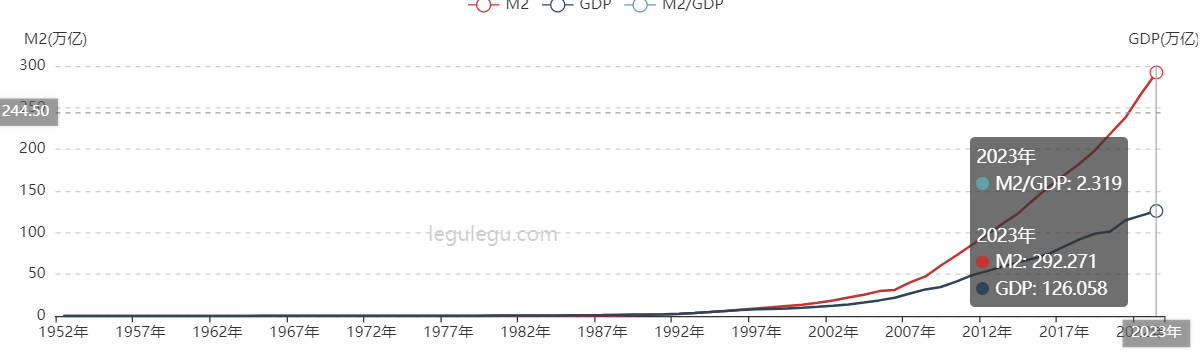 M2 GDP M2/GDP
M2(万亿) GDP(万亿)
300
244.50
200
150
100
50
0
2023年
M2/GDP: 2.319
2023年
M2: 292.271
GDP: 126.058
legulegu.com
1952年 1957年 1962年 1967年 1972年 1977年 1982年 1987年 1992年 1997年 2002年 2007年 2012年 2017年 2023年